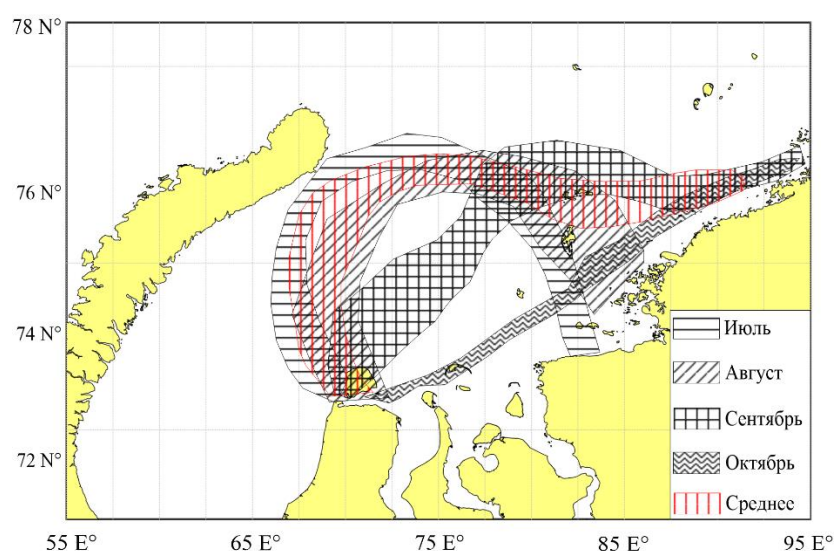 78 N°
76 N°
74 N°
72 N°
Июль
Август
Сентябрь
Октябрь
Среднее
55 E°
65 E°
75 E°
85 E°
95 E°